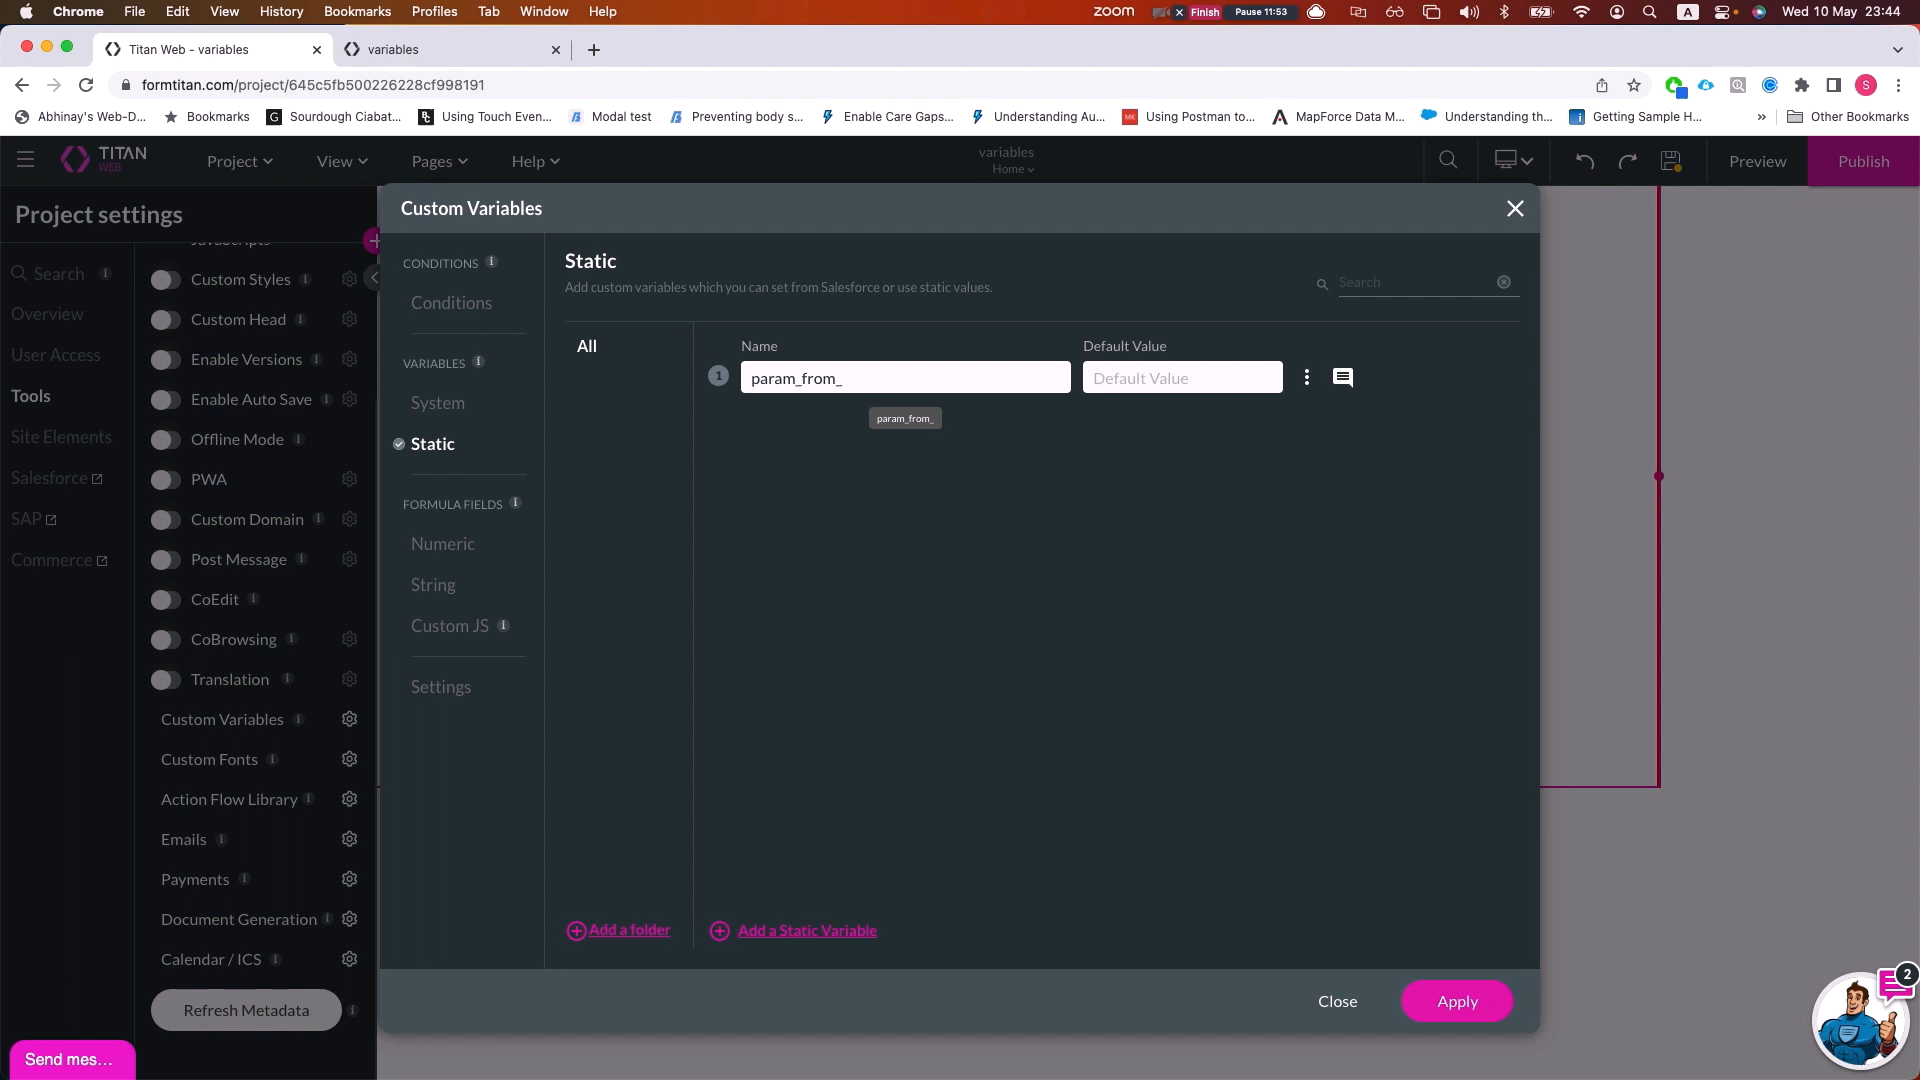 Chrome File Edit View History Bookmarks Profiles Tab Window Help
zoom Finish Pause 11:53 A Wed 10 May 23:44
Titan Web - variables
variables
formtitan.com/project/645c5fb500226228cf998191
S
Abhinay's Web-D... Bookmarks Sourdough Ciabat... Using Touch Even... Modal test Preventing body s... Enable Care Gaps... Understanding Au... Using Postman to... MapForce Data M... Understanding th... Getting Sample H... » Other Bookmarks
TITAN
WEB
Project View Pages Help
variables
Home
Preview
Publish
Project settings
Search
Overview
User Access
Tools
Site Elements
Salesforce
SAP
Commerce
JavaScripts
Custom Styles
Custom Head
Enable Versions
Enable Auto Save
Offline Mode
PWA
Custom Domain
Post Message
CoEdit
CoBrowsing
Translation
Custom Variables
Custom Fonts
Action Flow Library
Emails
Payments
Document Generation
Calendar / ICS
Refresh Metadata
Send mes...
Custom Variables
CONDITIONS
Conditions
VARIABLES
System
Static
FORMULA FIELDS
Numeric
String
Custom JS
Settings
Static
Add custom variables which you can set from Salesforce or use static values.
Search
All
Name
Default Value
1
param_from_
Default Value
param_from_
Add a folder
Add a Static Variable
Close
Apply
2